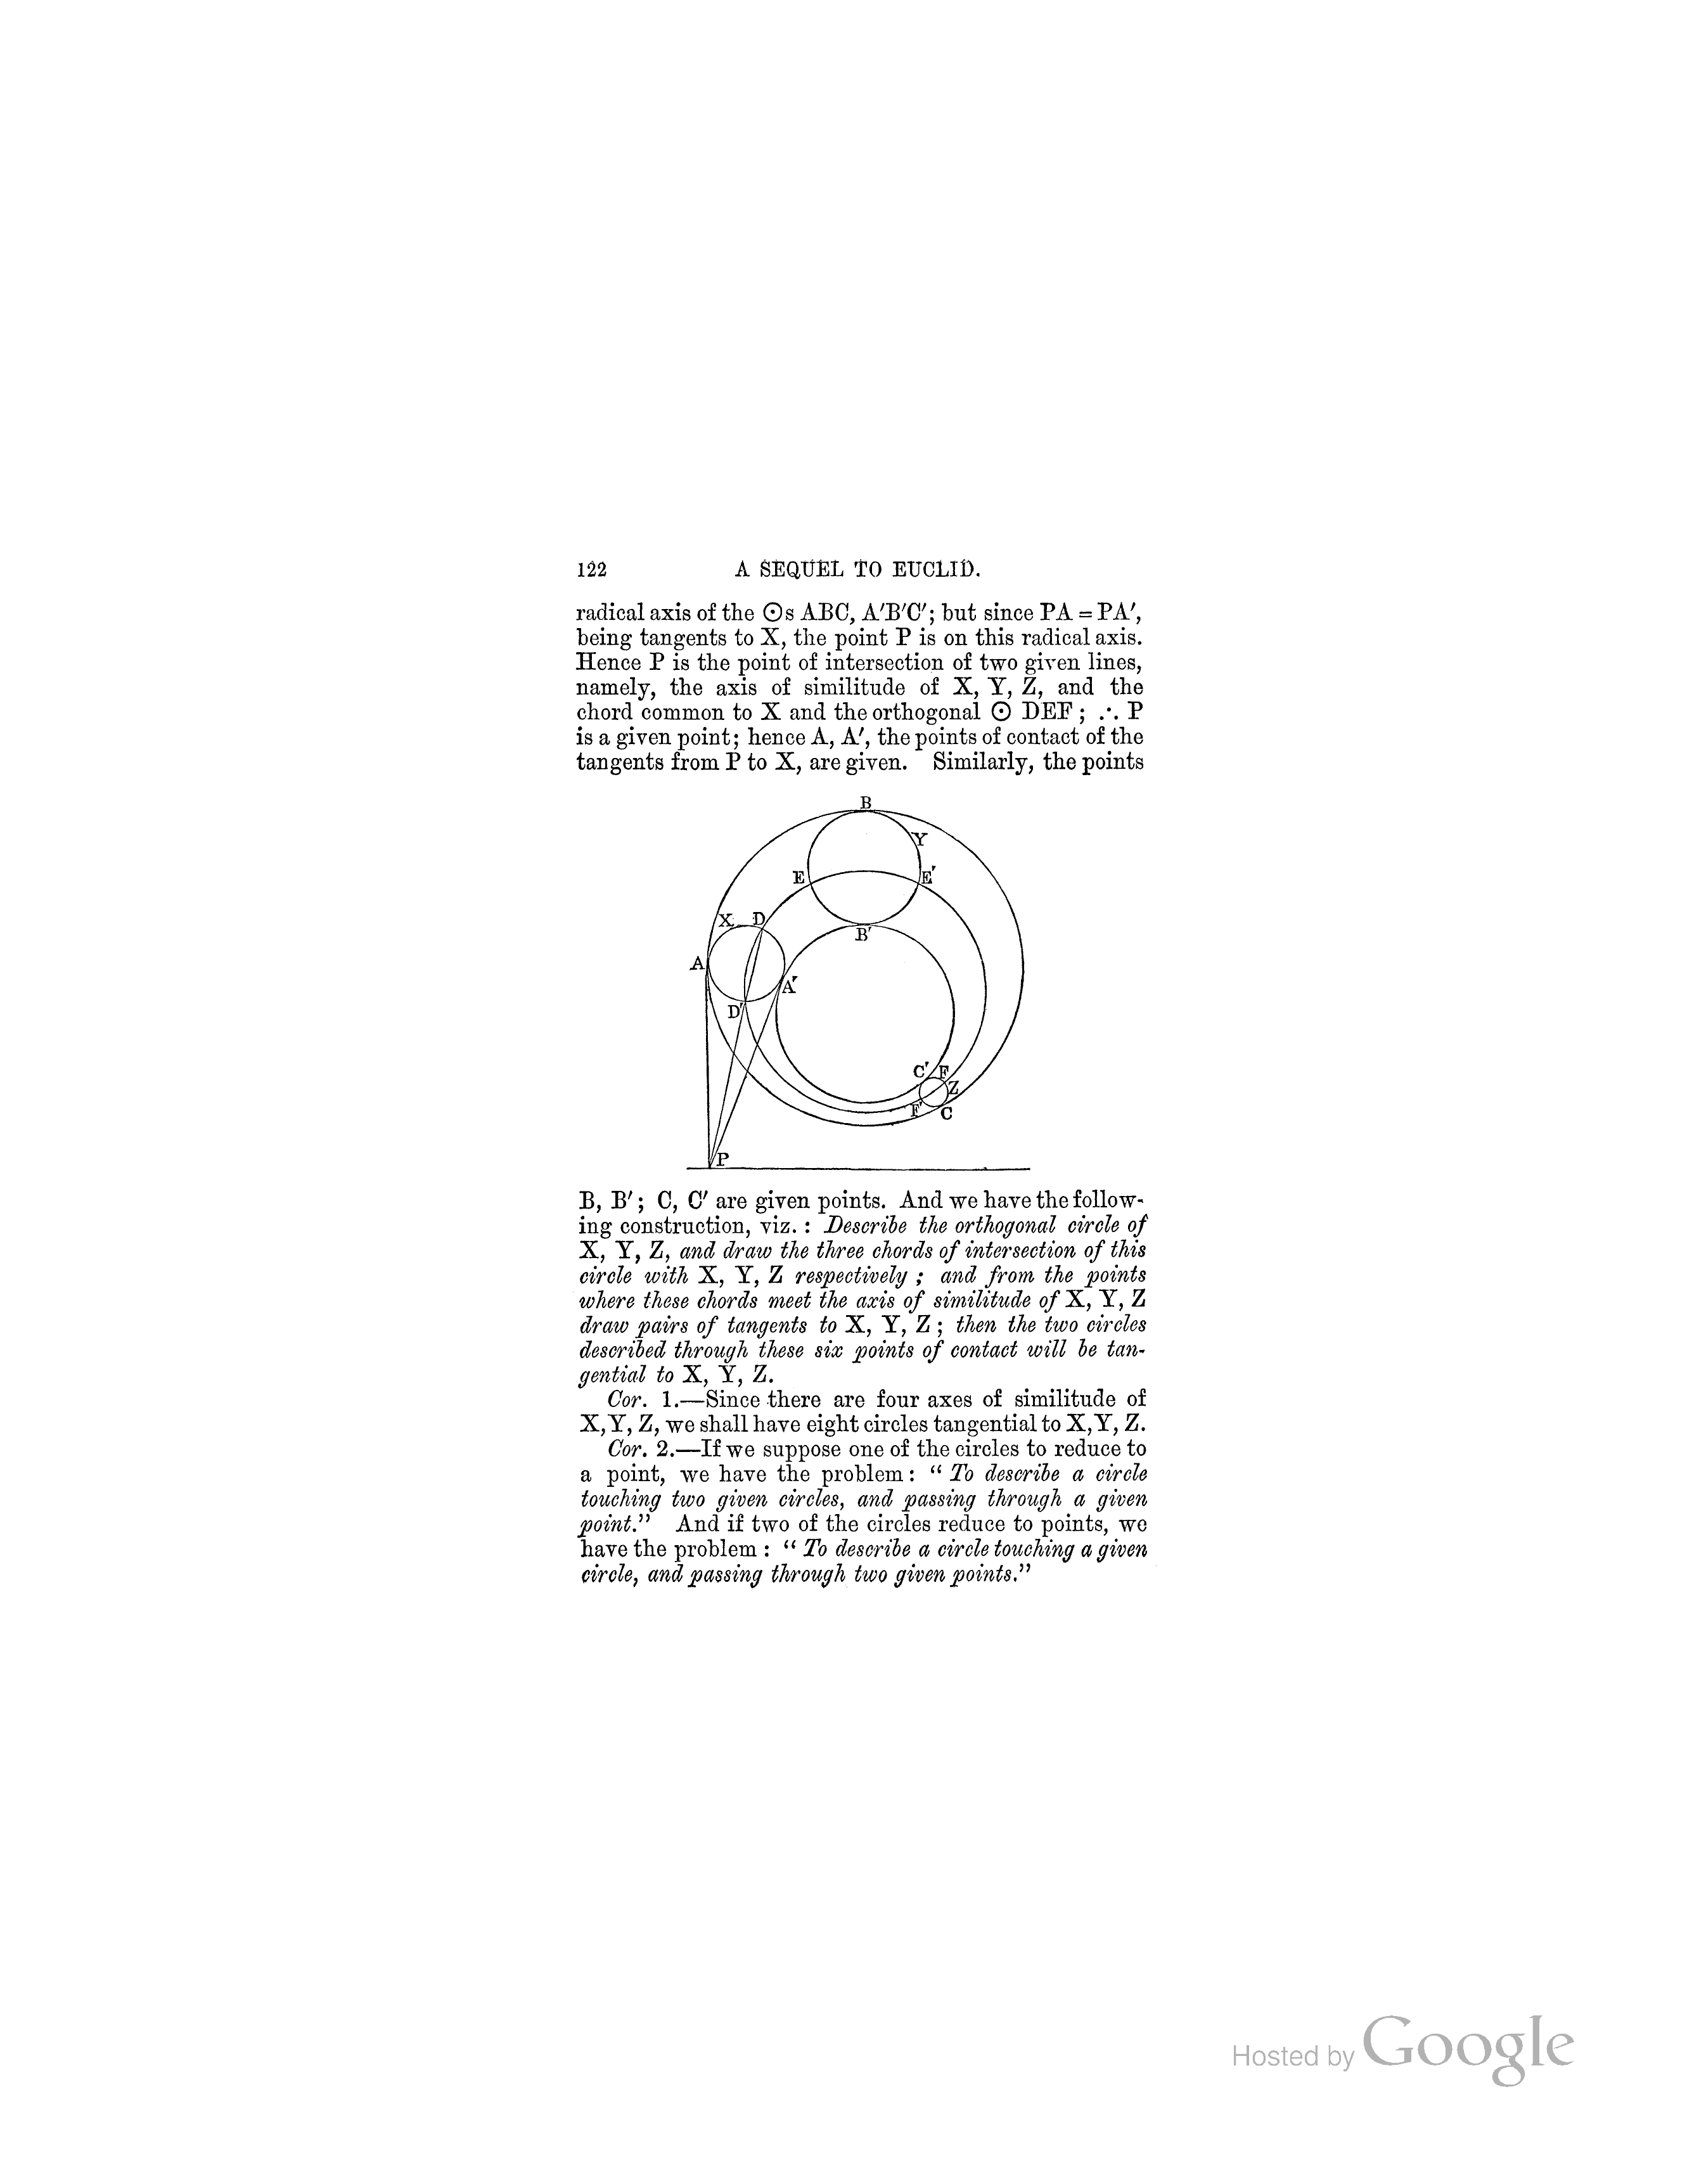 122 A SEQUEL TO EUCLID.
radical axis of the ⊙s ABC, A′B′C′; but since PA = PA′,
being tangents to X, the point P is on this radical axis.
Hence P is the point of intersection of two given lines,
namely, the axis of similitude of X, Y, Z, and the
chord common to X and the orthogonal ⊙ DEF; ∴ P
is a given point; hence A, A′, the points of contact of the
tangents from P to X, are given. Similarly, the points
B
Y
E E′
X D
B′
A
A′
D′
C′ F
Z
F′ C
P
B, B′; C, C′ are given points. And we have the follow-
ing construction, viz.: Describe the orthogonal circle of
X, Y, Z, and draw the three chords of intersection of this
circle with X, Y, Z respectively; and from the points
where these chords meet the axis of similitude of X, Y, Z
draw pairs of tangents to X, Y, Z; then the two circles
described through these six points of contact will be tan-
gential to X, Y, Z.
Cor. 1.—Since there are four axes of similitude of
X, Y, Z, we shall have eight circles tangential to X, Y, Z.
Cor. 2.—If we suppose one of the circles to reduce to
a point, we have the problem: “To describe a circle
touching two given circles, and passing through a given
point.” And if two of the circles reduce to points, we
have the problem: “To describe a circle touching a given
circle, and passing through two given points.”
Hosted by Google